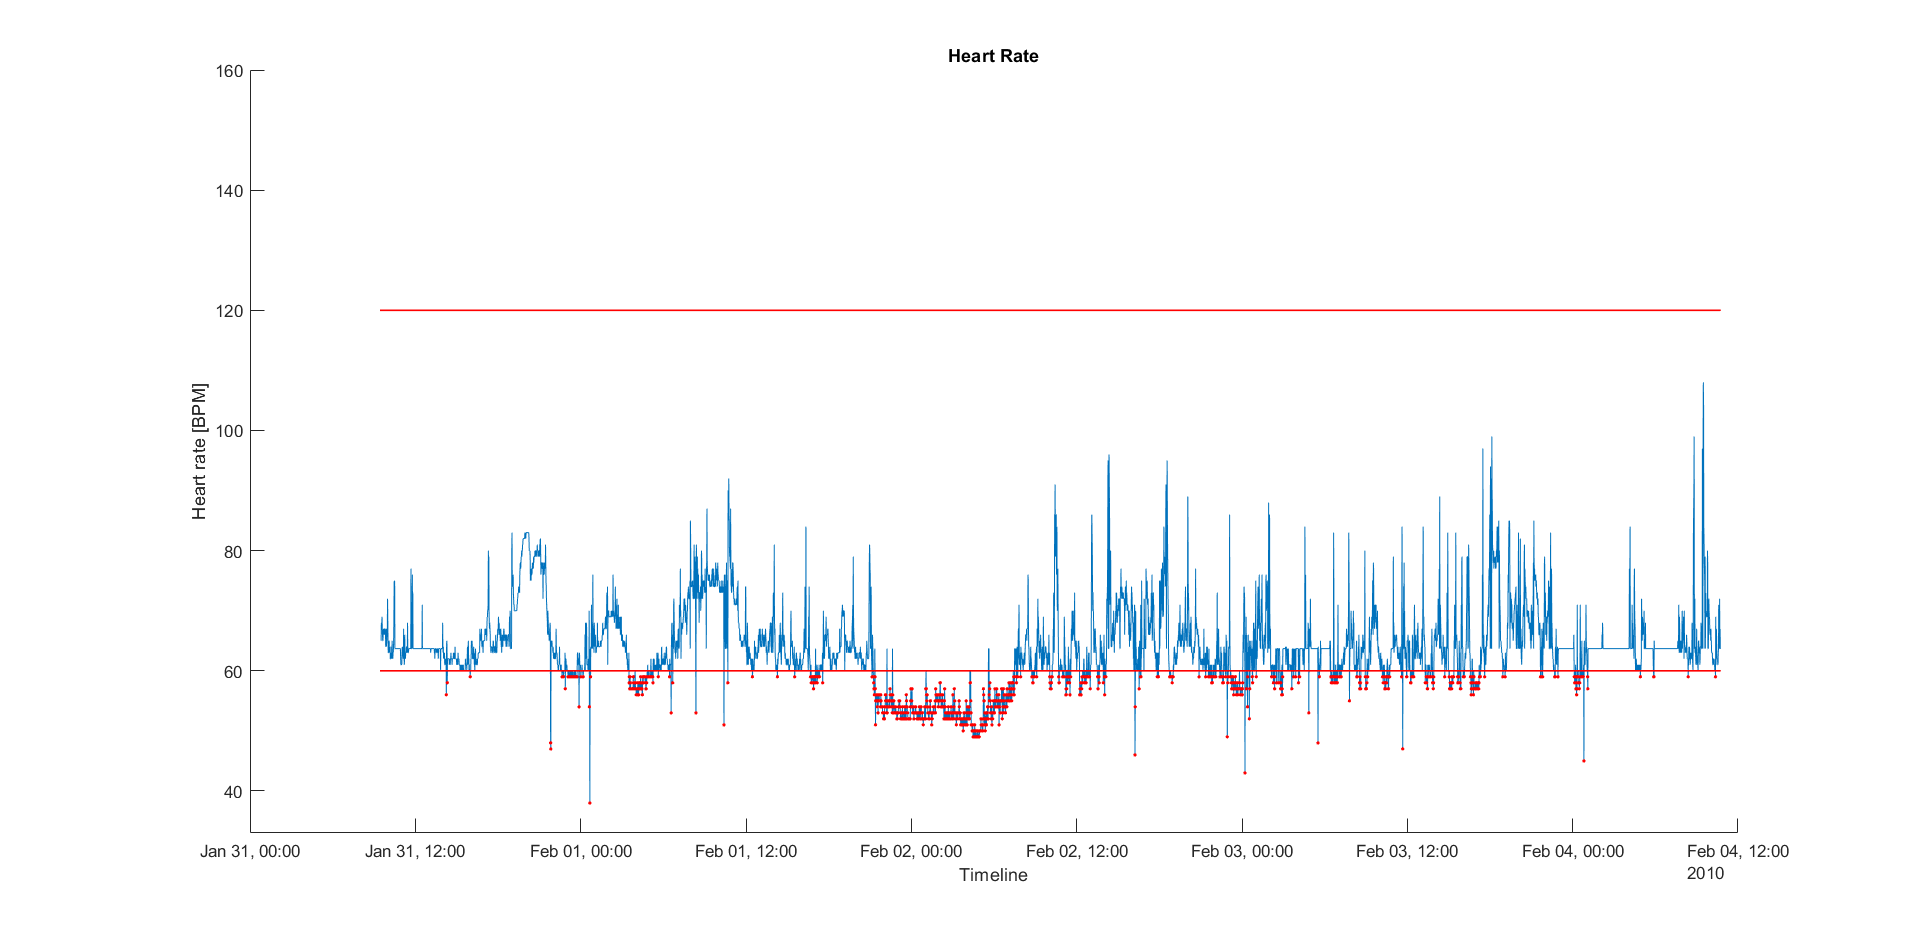 Heart Rate
160
140
120
100
80
60
40
Heart rate [BPM]
Jan 31, 00:00
Jan 31, 12:00
Feb 01, 00:00
Feb 01, 12:00
Feb 02, 00:00
Feb 02, 12:00
Feb 03, 00:00
Feb 03, 12:00
Feb 04, 00:00
Feb 04, 12:00
Timeline
2010